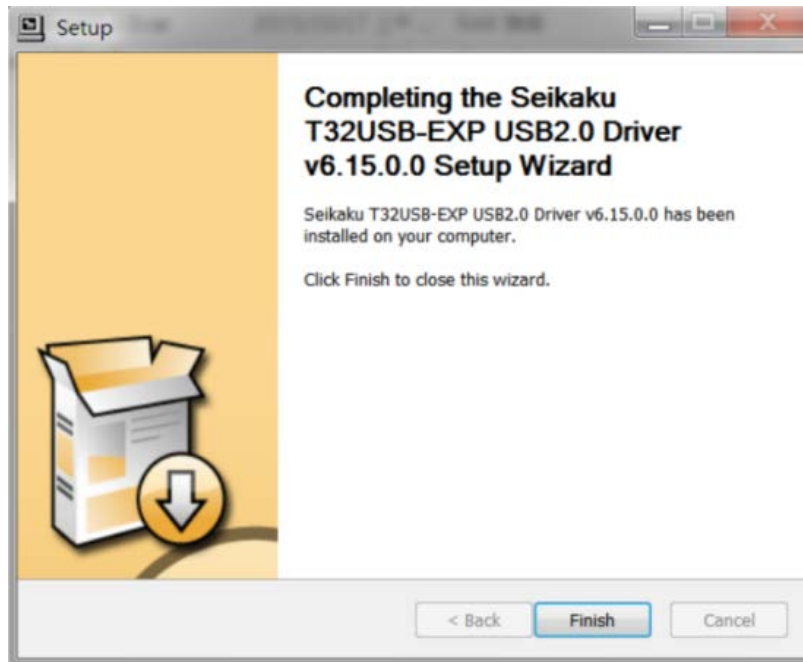 Setup
Completing the Seikaku
T32USB-EXP USB2.0 Driver
v6.15.0.0 Setup Wizard
Seikaku T32USB-EXP USB2.0 Driver v6.15.0.0 has been
installed on your computer.
Click Finish to close this wizard.
< Back
Finish
Cancel